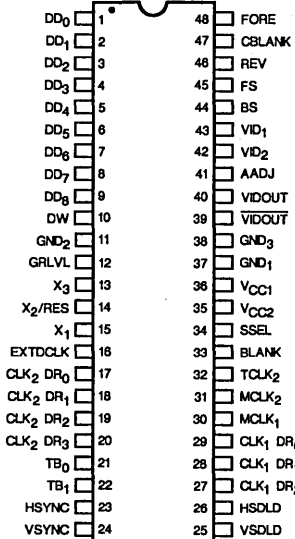 DD₀ 1 48 FORE
DD₁ 2 47 CBLANK
DD₂ 3 46 REV
DD₃ 4 45 FS
DD₄ 5 44 BS
DD₅ 6 43 VID₁
DD₆ 7 42 VID₂
DD₇ 8 41 AADJ
DD₈ 9 40 VIDOUT
DW 10 39 VIDOUT
GND₂ 11 38 GND₃
GRLVL 12 37 GND₁
X₃ 13 36 VCC1
X₂/RES 14 35 VCC2
X₁ 15 34 SSEL
EXTDCLK 16 33 BLANK
CLK₂ DR₀ 17 32 TCLK₂
CLK₂ DR₁ 18 31 MCLK₂
CLK₂ DR₂ 19 30 MCLK₁
CLK₂ DR₃ 20 29 CLK₁ DR
TB₀ 21 28 CLK₁ DR
TB₁ 22 27 CLK₁ DR
HSYNC 23 26 HSDLD
VSYNC 24 25 VSDLD